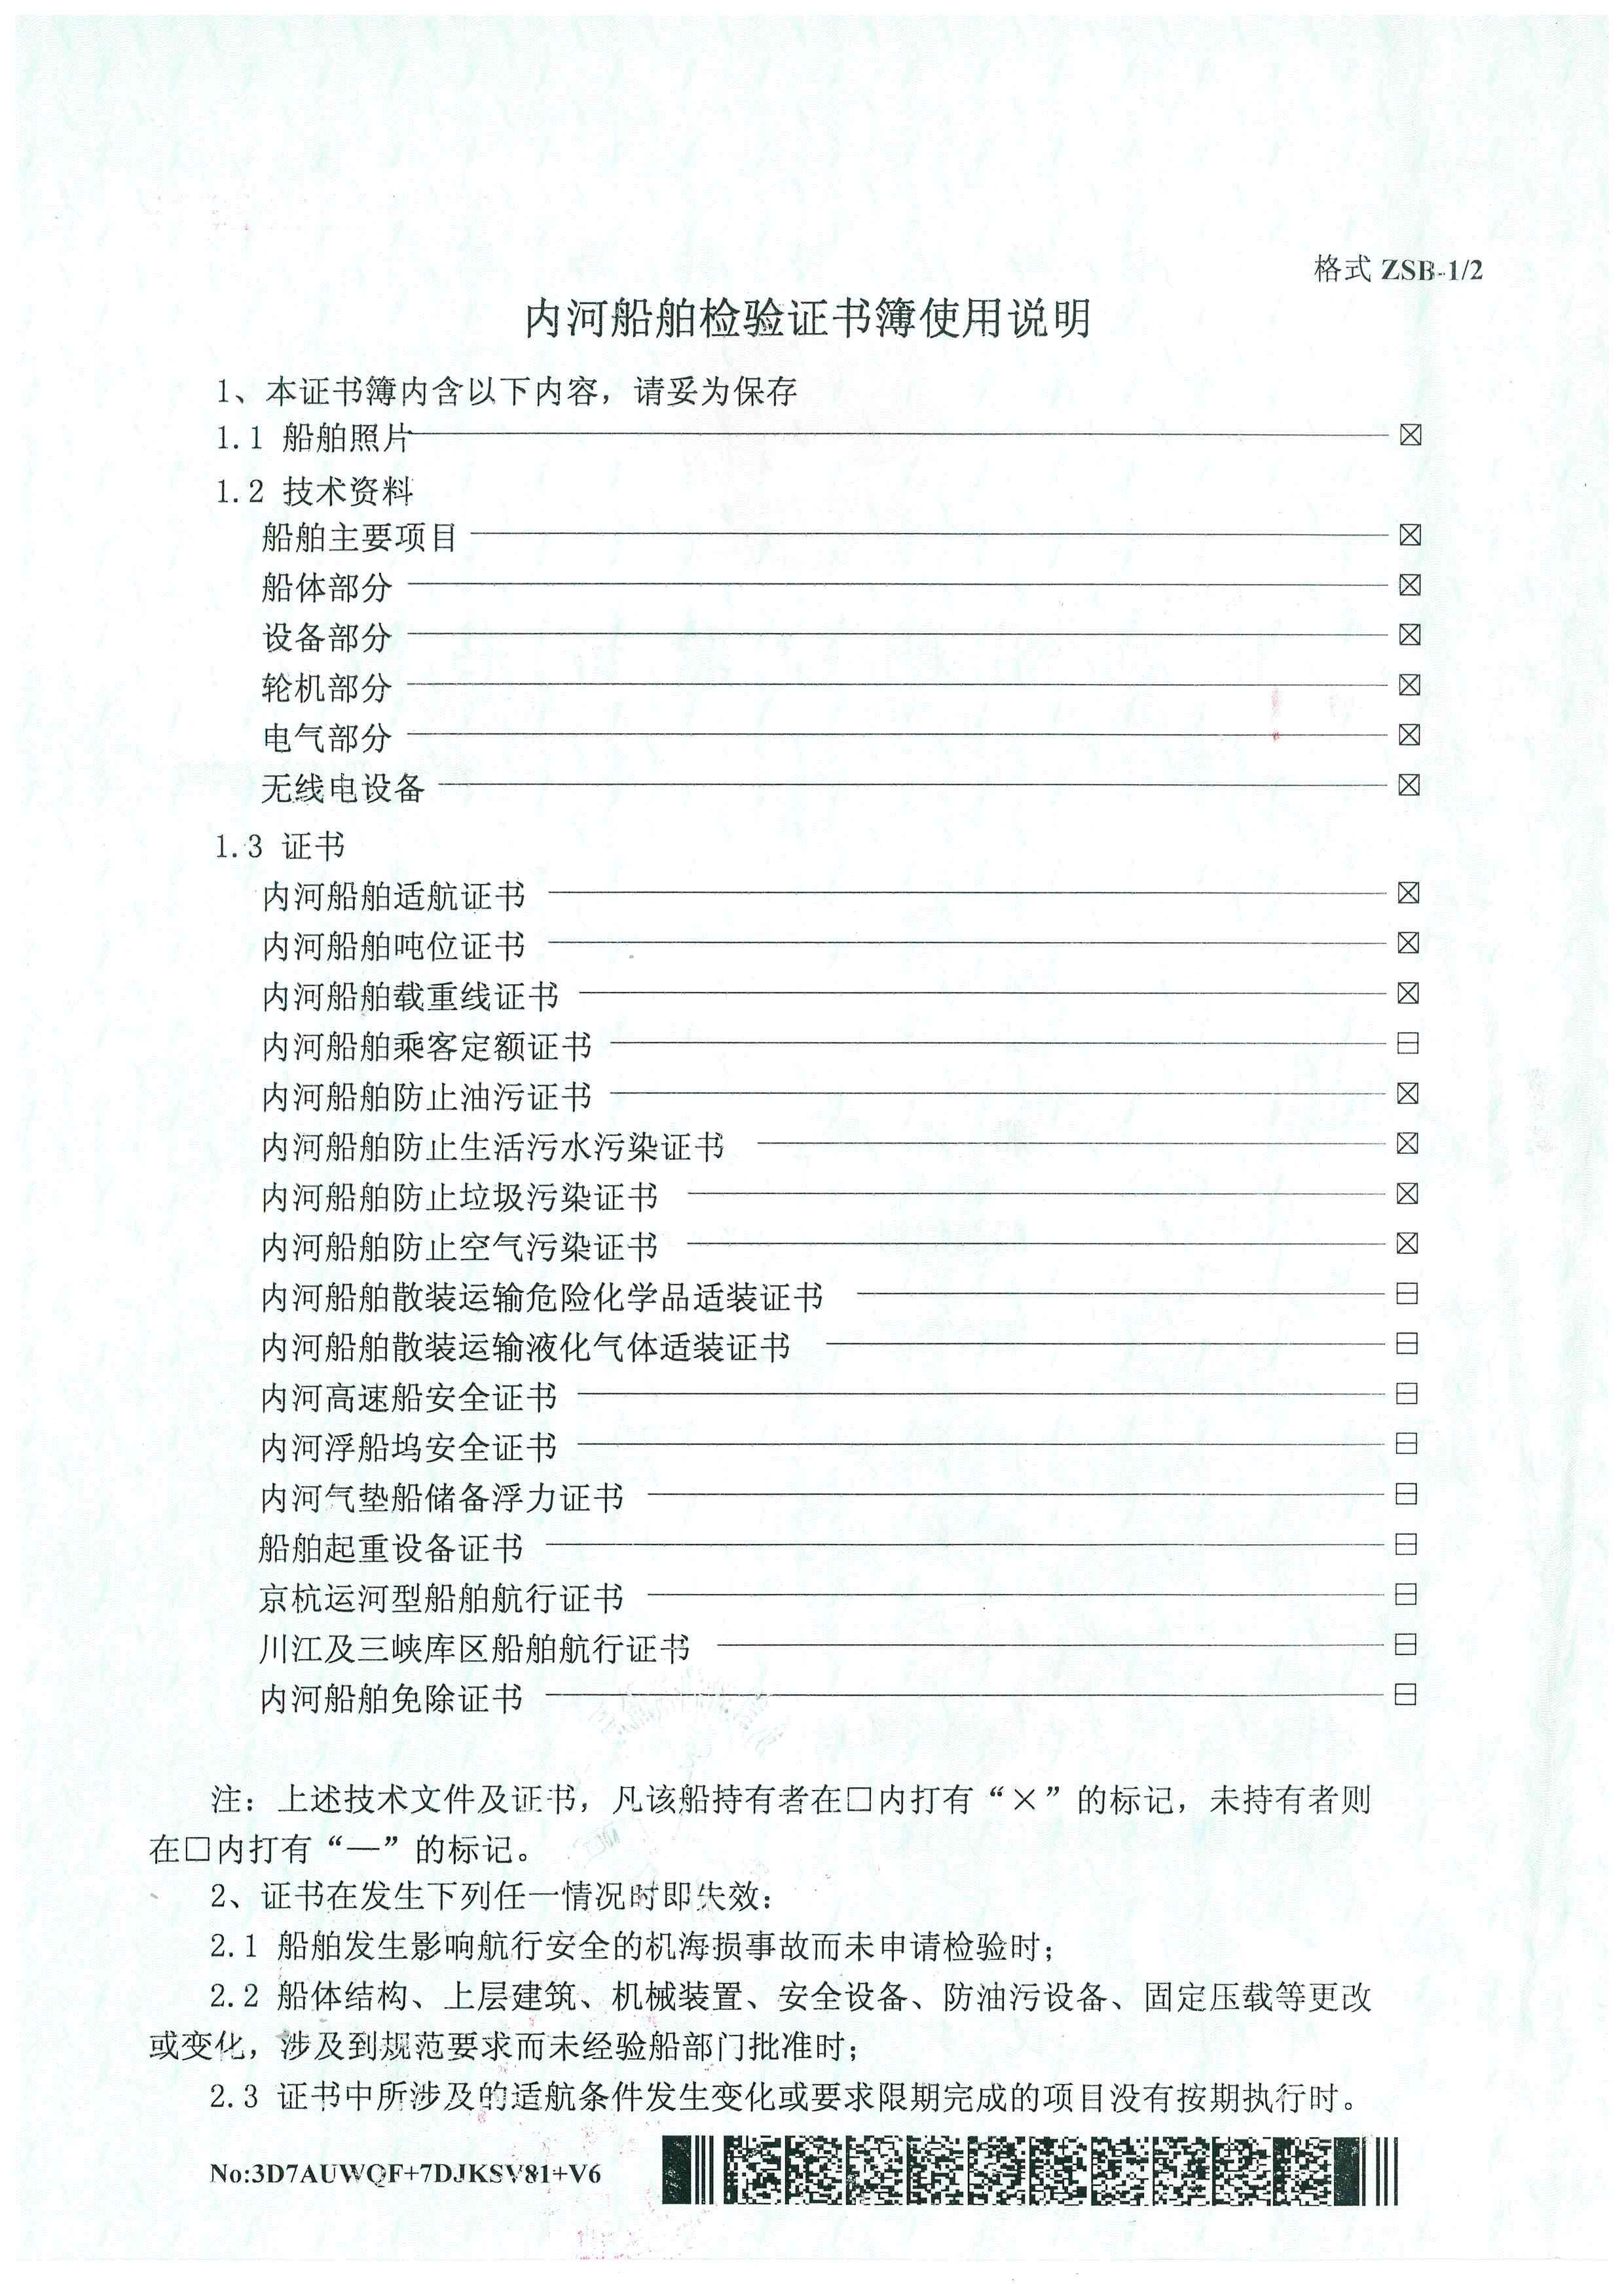 格式 ZSB-1/2
内河船舶检验证书簿使用说明
1、本证书簿内含以下内容，请妥为保存
1.1 船舶照片 ☒
1.2 技术资料
船舶主要项目 ☒
船体部分 ☒
设备部分 ☒
轮机部分 ☒
电气部分 ☒
无线电设备 ☒
1.3 证书
内河船舶适航证书 ☒
内河船舶吨位证书 ☒
内河船舶载重线证书 ☒
内河船舶乘客定额证书 ⊟
内河船舶防止油污证书 ☒
内河船舶防止生活污水污染证书 ☒
内河船舶防止垃圾污染证书 ☒
内河船舶防止空气污染证书 ☒
内河船舶散装运输危险化学品适装证书 ⊟
内河船舶散装运输液化气体适装证书 ⊟
内河高速船安全证书 ⊟
内河浮船坞安全证书 ⊟
内河气垫船储备浮力证书 ⊟
船舶起重设备证书 ⊟
京杭运河型船舶航行证书 ⊟
川江及三峡库区船舶航行证书 ⊟
内河船舶免除证书 ⊟
注：上述技术文件及证书，凡该船持有者在□内打有“×”的标记，未持有者则
在□内打有“—”的标记。
2、证书在发生下列任一情况时即失效：
2.1 船舶发生影响航行安全的机海损事故而未申请检验时；
2.2 船体结构、上层建筑、机械装置、安全设备、防油污设备、固定压载等更改
或变化，涉及到规范要求而未经验船部门批准时；
2.3 证书中所涉及的适航条件发生变化或要求限期完成的项目没有按期执行时。
No:3D7AUWQF+7DJKSV81+V6